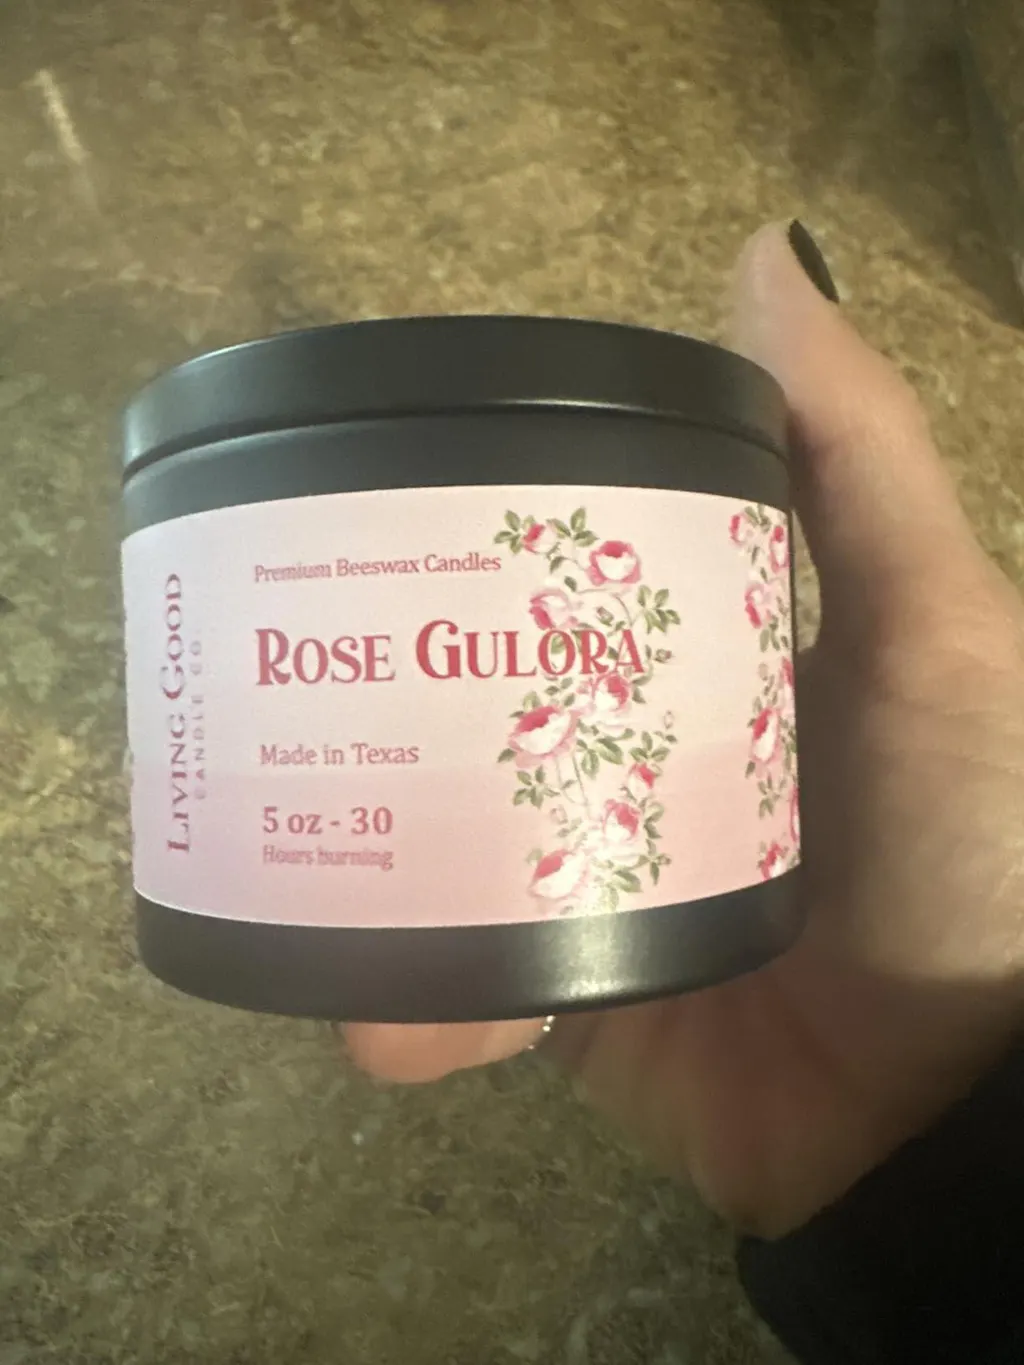 LIVING GOOD
CANDLE CO.
Premium Beeswax Candles
ROSE GULORA
Made in Texas
5 oz - 30
Hours burning